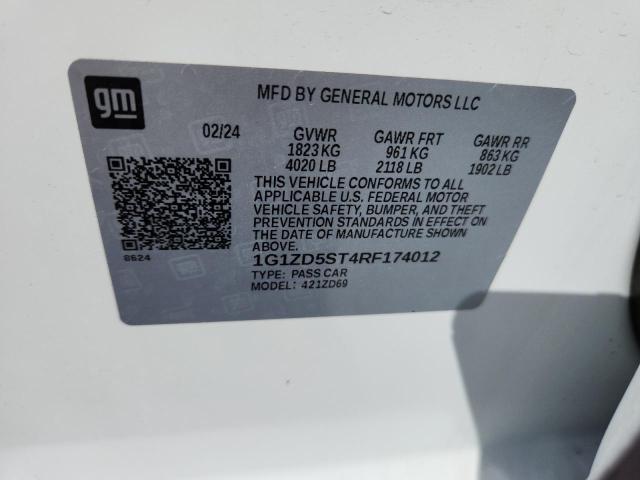 gm
MFD BY GENERAL MOTORS LLC
02/24 GVWR GAWR FRT GAWR RR
1823 KG 961 KG 863 KG
4020 LB 2118 LB 1902 LB
THIS VEHICLE CONFORMS TO ALL
APPLICABLE U.S. FEDERAL MOTOR
VEHICLE SAFETY, BUMPER, AND THEFT
PREVENTION STANDARDS IN EFFECT ON
THE DATE OF MANUFACTURE SHOWN
ABOVE.
8624
1G1ZD5ST4RF174012
TYPE: PASS CAR
MODEL: 421ZD69